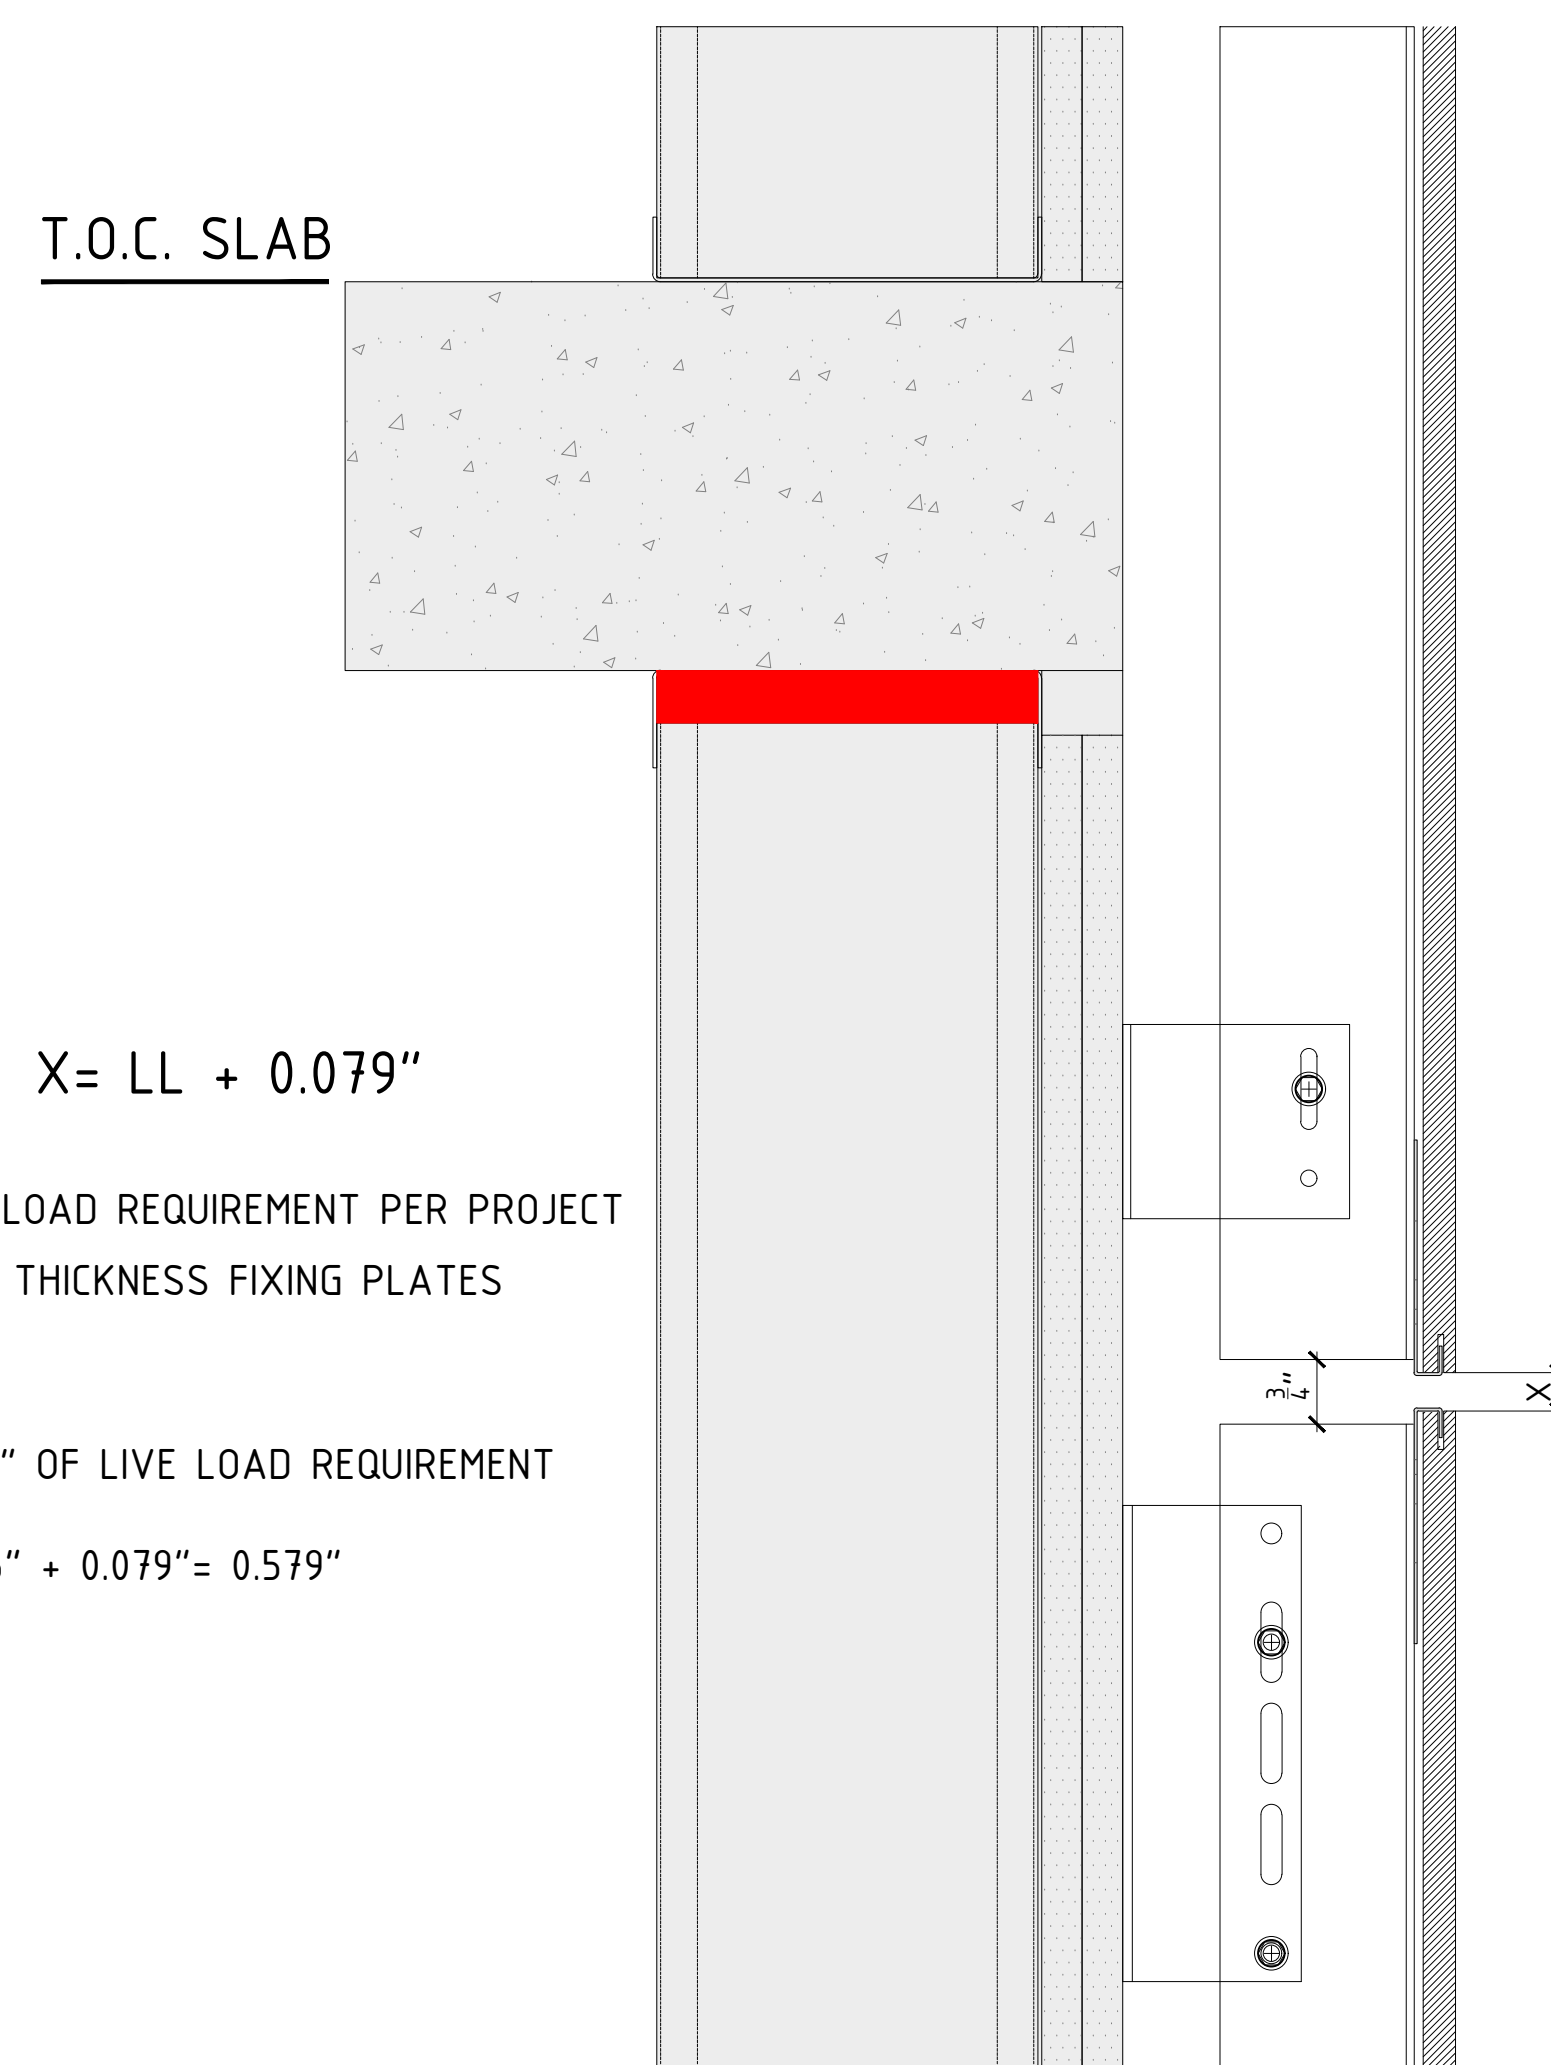 T.O.C. SLAB
X= LL + 0.079"
LOAD REQUIREMENT PER PROJECT
THICKNESS FIXING PLATES
3/4"
X
" OF LIVE LOAD REQUIREMENT
" + 0.079"= 0.579"